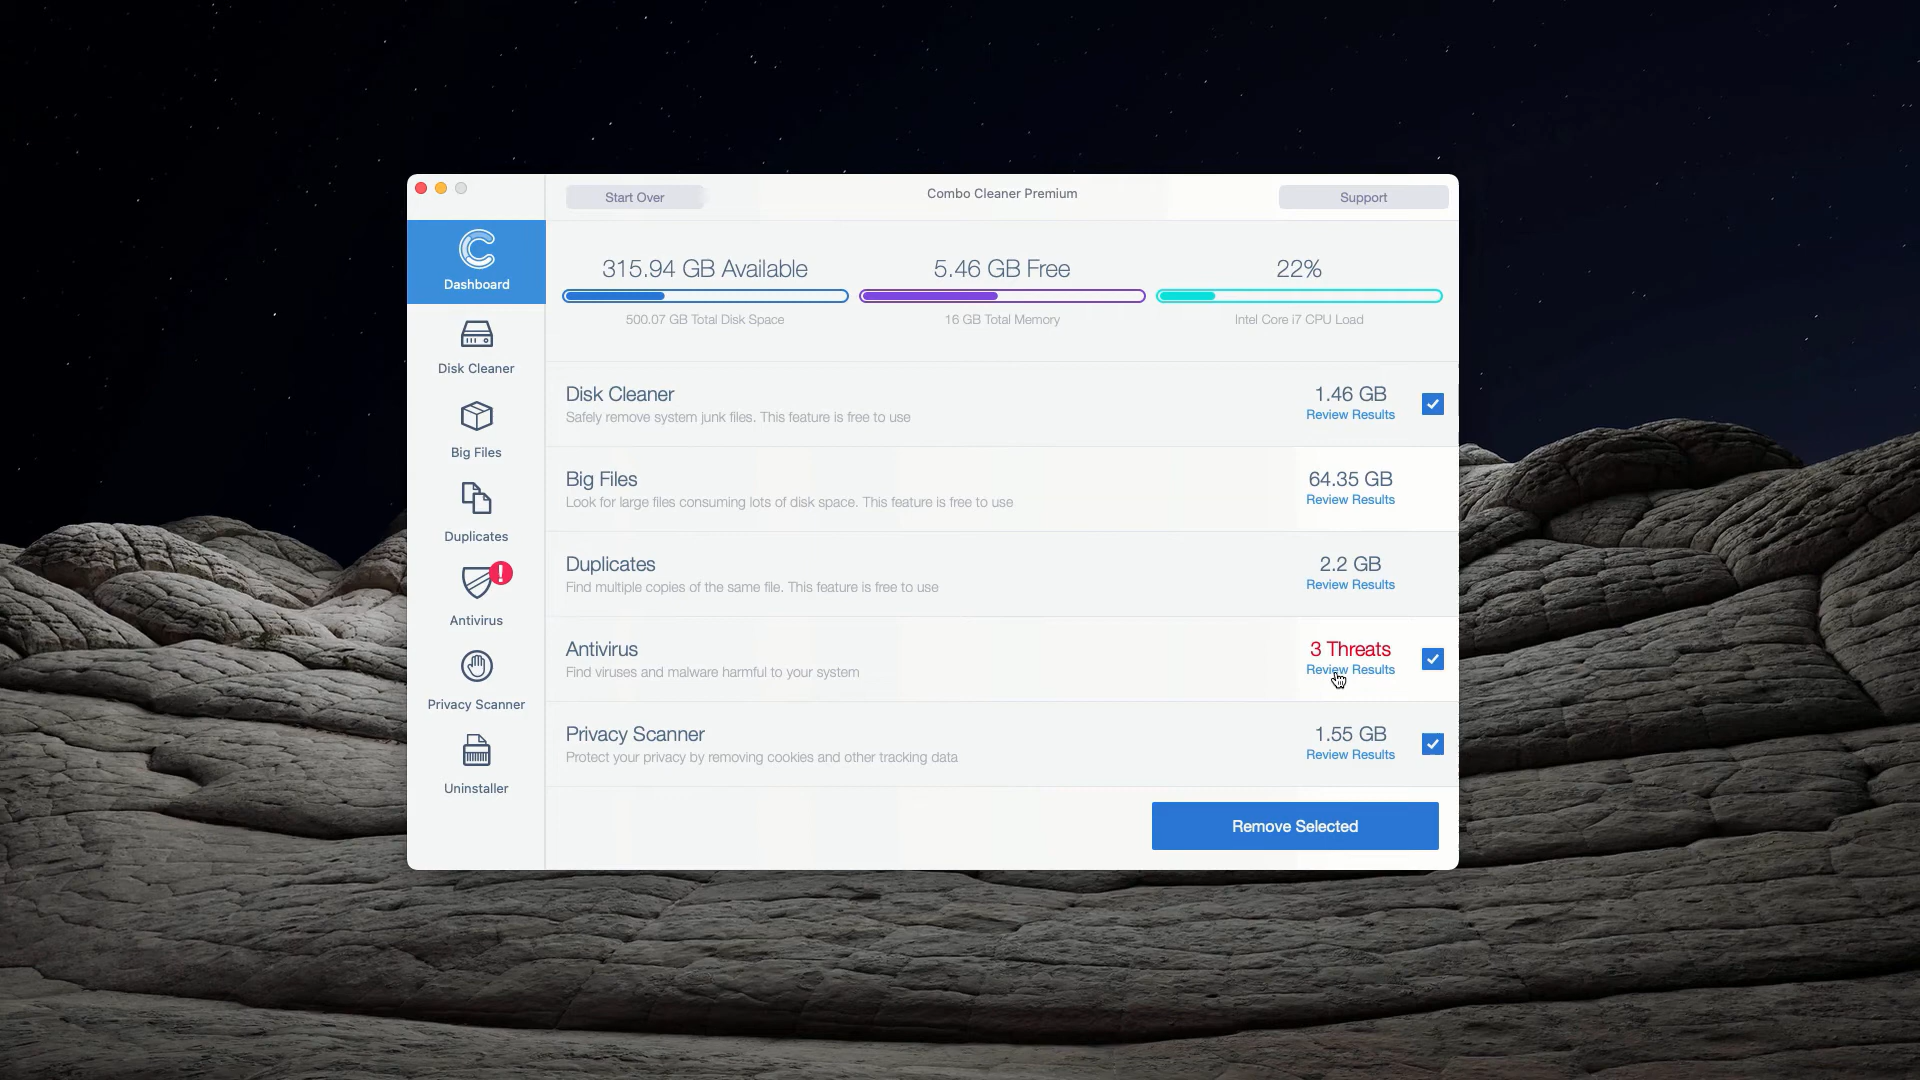 Start Over
Combo Cleaner Premium
Support
Dashboard
Disk Cleaner
Big Files
Duplicates
!
Antivirus
Privacy Scanner
Uninstaller
315.94 GB Available
500.07 GB Total Disk Space
5.46 GB Free
16 GB Total Memory
22%
Intel Core i7 CPU Load
Disk Cleaner
Safely remove system junk files. This feature is free to use
1.46 GB
Review Results
Big Files
Look for large files consuming lots of disk space. This feature is free to use
64.35 GB
Review Results
Duplicates
Find multiple copies of the same file. This feature is free to use
2.2 GB
Review Results
Antivirus
Find viruses and malware harmful to your system
3 Threats
Review Results
Privacy Scanner
Protect your privacy by removing cookies and other tracking data
1.55 GB
Review Results
Remove Selected